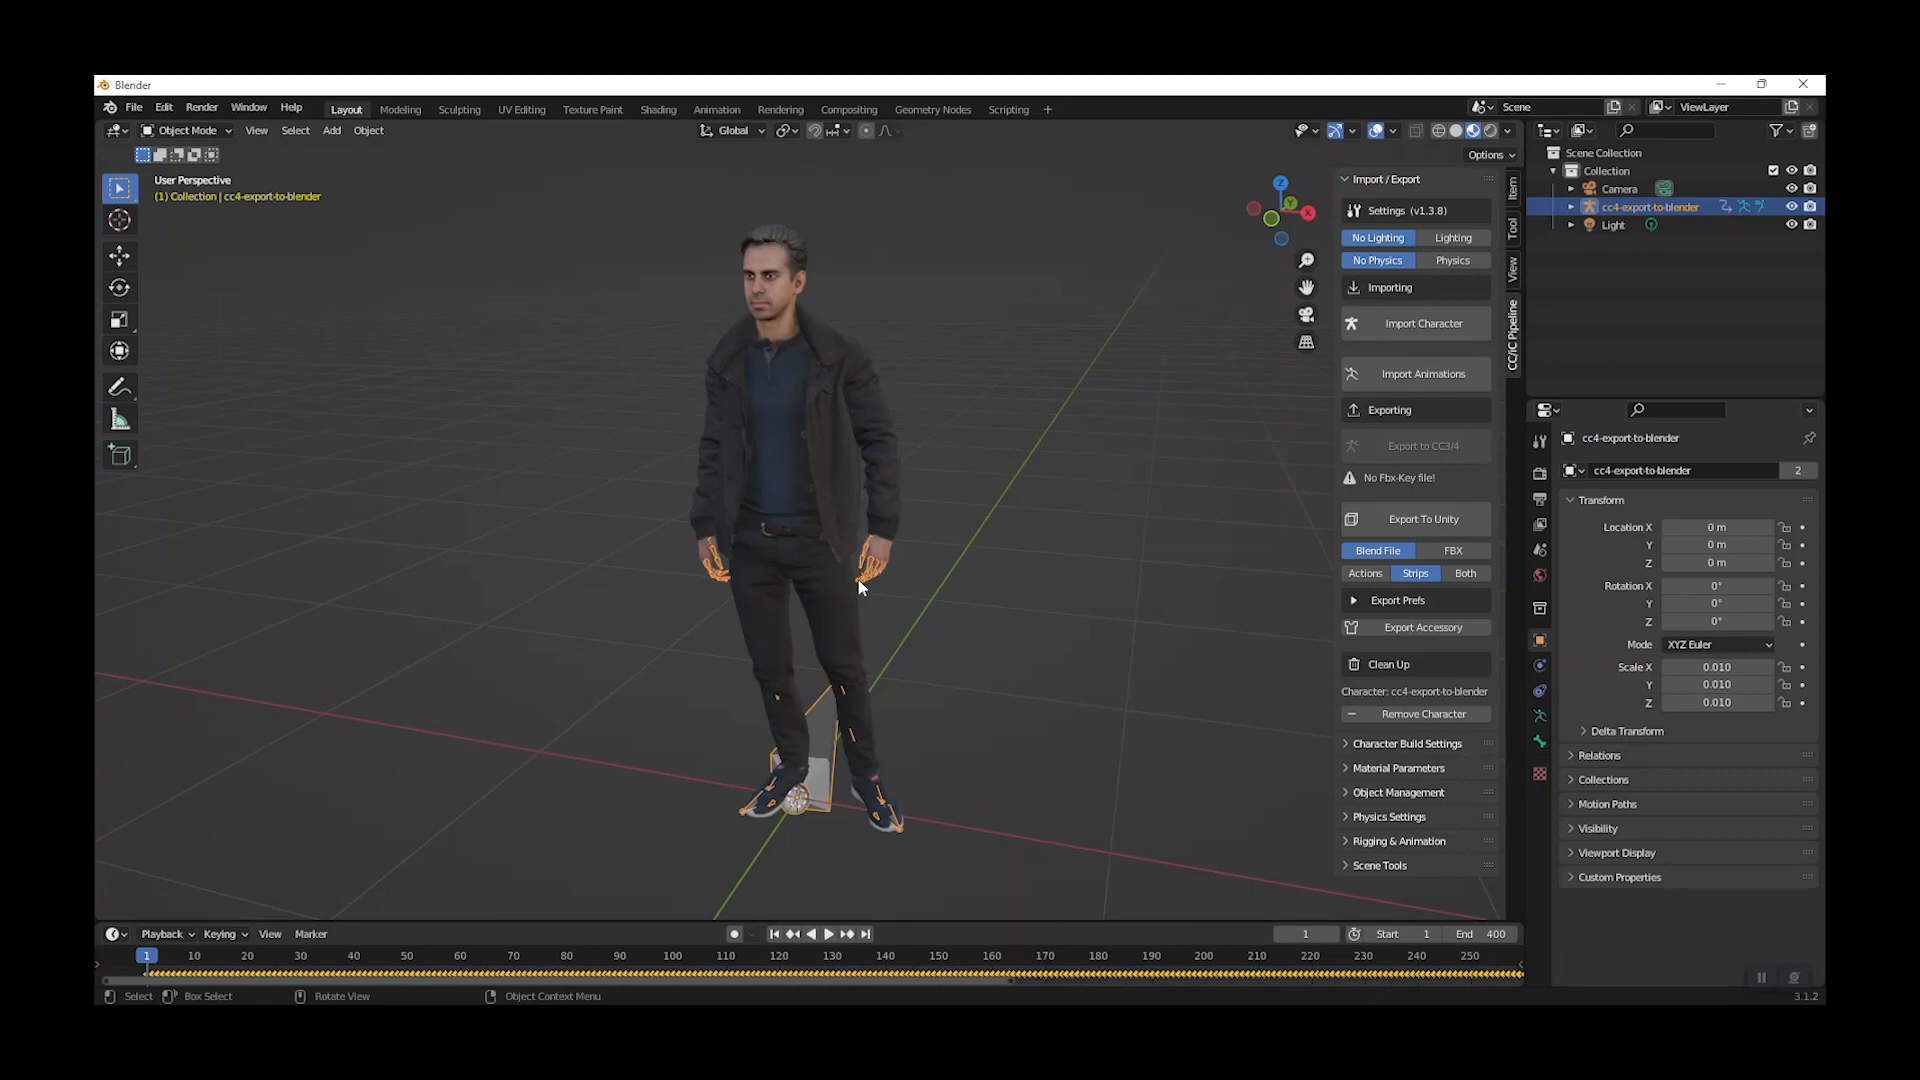 Blender
File Edit Render Window Help Layout Modeling Sculpting UV Editing Texture Paint Shading Animation Rendering Compositing Geometry Nodes Scripting + Scene ViewLayer
Object Mode View Select Add Object Global
Options
User Perspective
(1) Collection | cc4-export-to-blender
Z
Y
X
Import / Export
Settings (v1.3.8)
No Lighting Lighting
No Physics Physics
Importing
Import Character
Import Animations
Exporting
Export to CC3/4
No Fbx-Key file!
Export To Unity
Blend File FBX
Actions Strips Both
Export Prefs
Export Accessory
Clean Up
Character: cc4-export-to-blender
Remove Character
Character Build Settings
Material Parameters
Object Management
Physics Settings
Rigging & Animation
Scene Tools
Item
Tool
View
CC/iC Pipeline
Scene Collection
Collection
Camera
cc4-export-to-blender
Light
cc4-export-to-blender
cc4-export-to-blender 2
Transform
Location X 0 m
Y 0 m
Z 0 m
Rotation X 0°
Y 0°
Z 0°
Mode XYZ Euler
Scale X 0.010
Y 0.010
Z 0.010
Delta Transform
Relations
Collections
Motion Paths
Visibility
Viewport Display
Custom Properties
Playback Keying View Marker 1 Start 1 End 400
1 10 20 30 40 50 60 70 80 90 100 110 120 130 140 150 160 170 180 190 200 210 220 230 240 250
Select Box Select Rotate View Object Context Menu 3.1.2